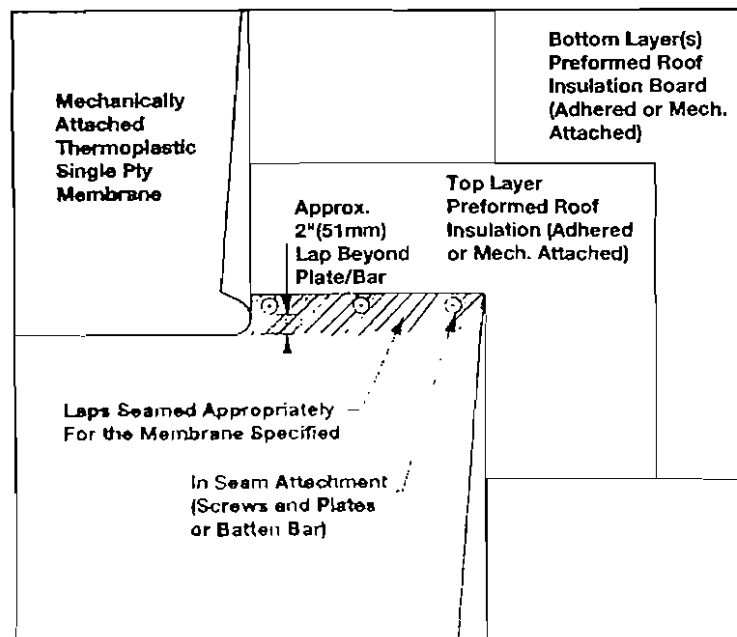 Mechanically
Attached
Thermoplastic
Single Ply
Membrane
Bottom Layer(s)
Preformed Roof
Insulation Board
(Adhered or Mech.
Attached)
Approx.
2"(51mm)
Lap Beyond
Plate/Bar
Top Layer
Preformed Roof
Insulation (Adhered
or Mech. Attached)
Laps Seamed Appropriately
For the Membrane Specified
In Seam Attachment
(Screws and Plates
or Batten Bar)